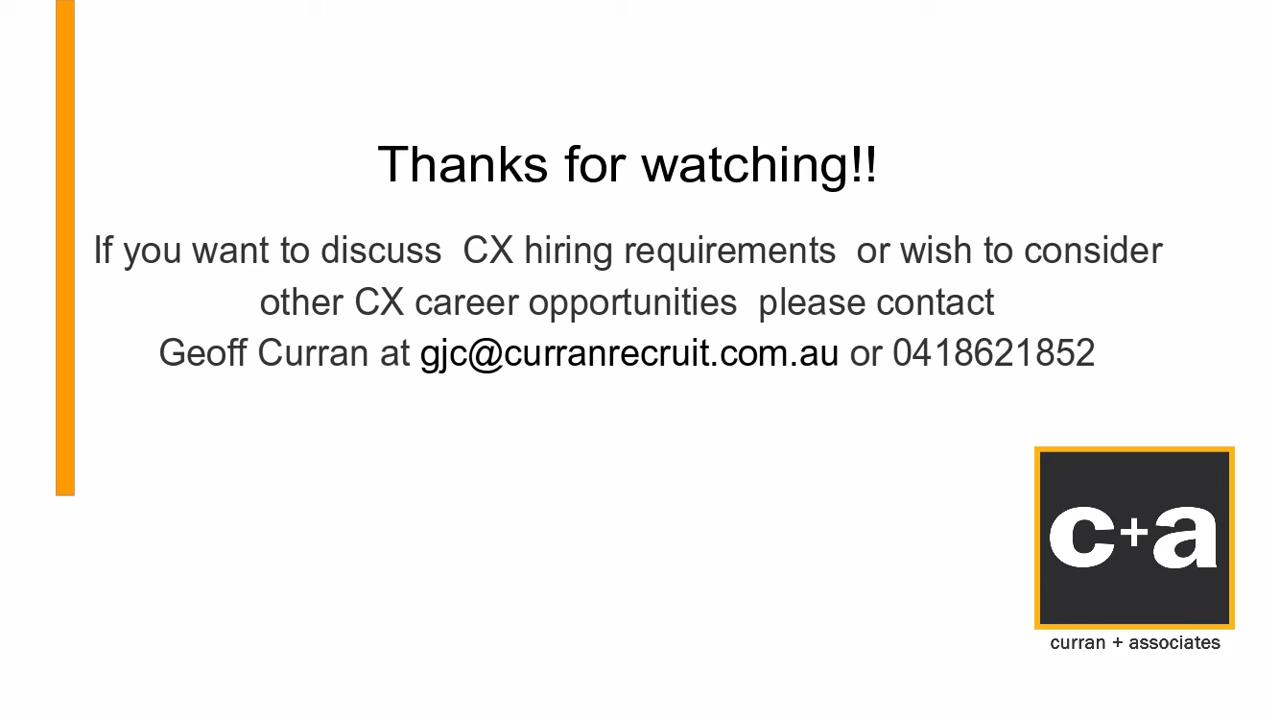 Thanks for watching!!
If you want to discuss  CX hiring requirements  or wish to consider
other CX career opportunities  please contact
Geoff Curran at gjc@curranrecruit.com.au or 0418621852
c+a
curran + associates